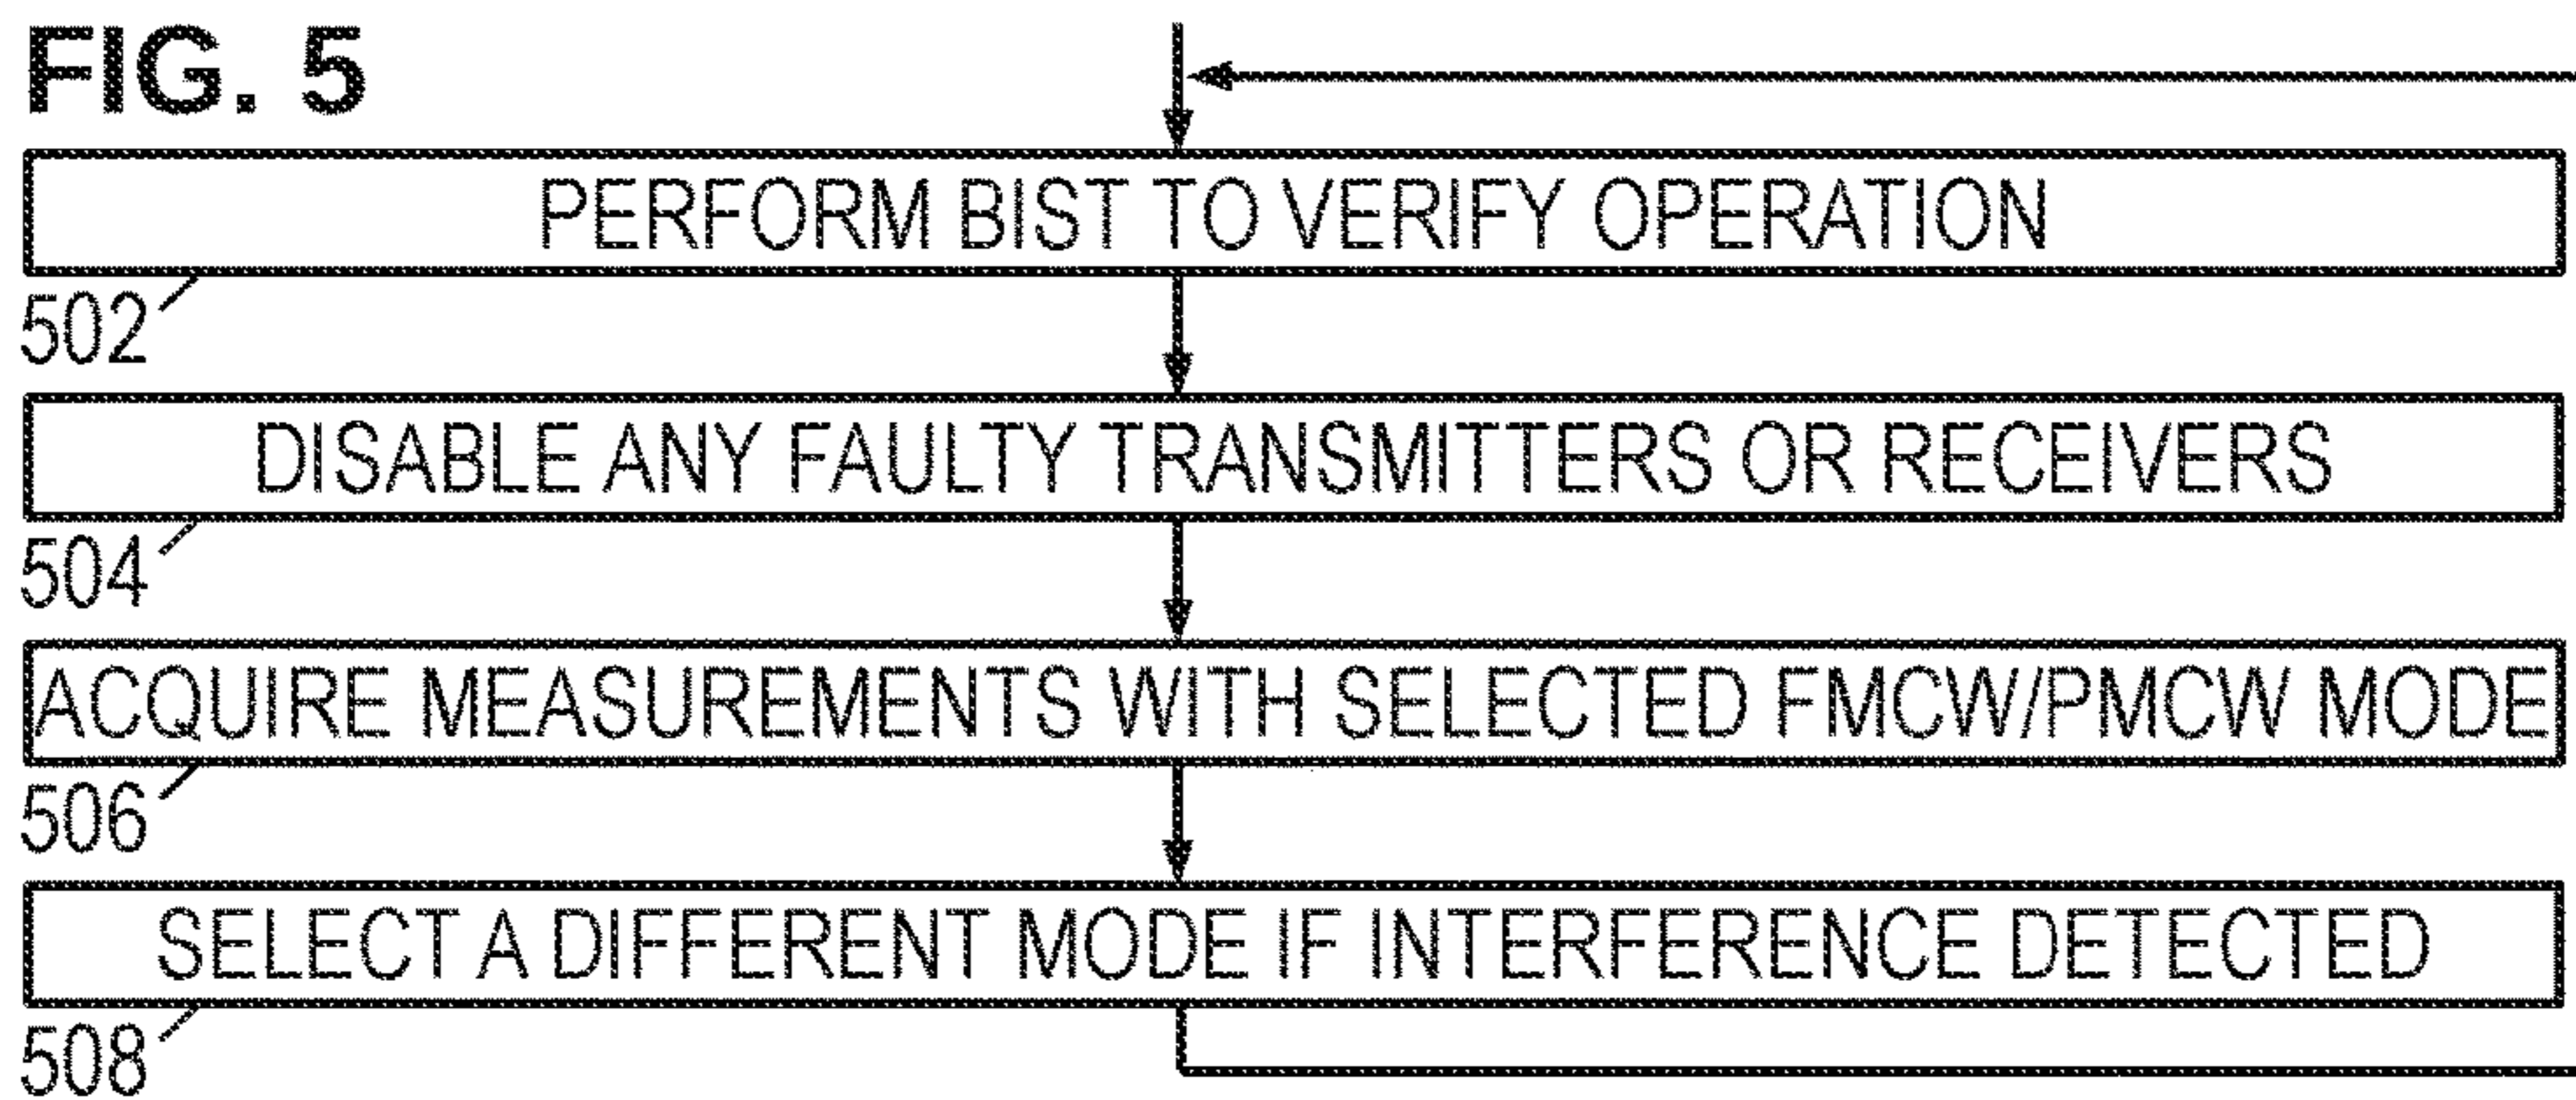 FIG. 5
PERFORM BIST TO VERIFY OPERATION
502
DISABLE ANY FAULTY TRANSMITTERS OR RECEIVERS
504
ACQUIRE MEASUREMENTS WITH SELECTED FMCW/PMCW MODE
506
SELECT A DIFFERENT MODE IF INTERFERENCE DETECTED
508